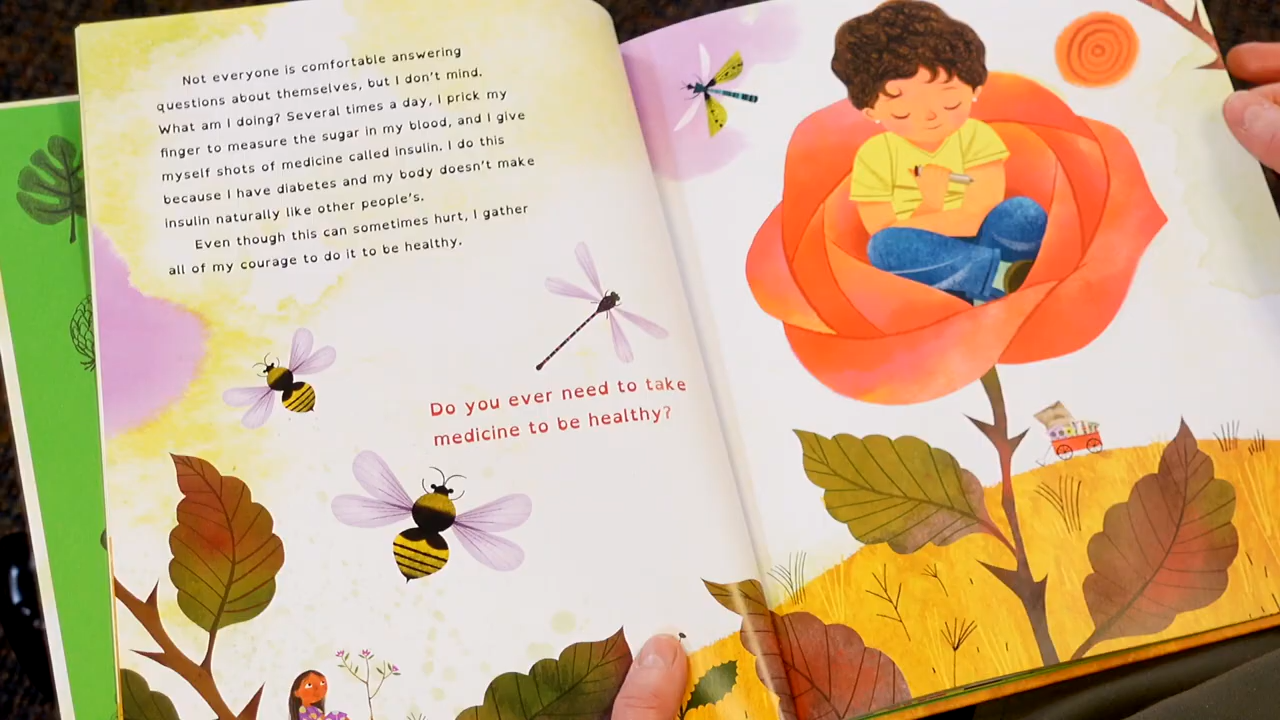 Not everyone is comfortable answering
questions about themselves, but I don't mind.
What am I doing? Several times a day, I prick my
finger to measure the sugar in my blood, and I give
myself shots of medicine called insulin. I do this
because I have diabetes and my body doesn't make
insulin naturally like other people's.
Even though this can sometimes hurt, I gather
all of my courage to do it to be healthy.
Do you ever need to take
medicine to be healthy?